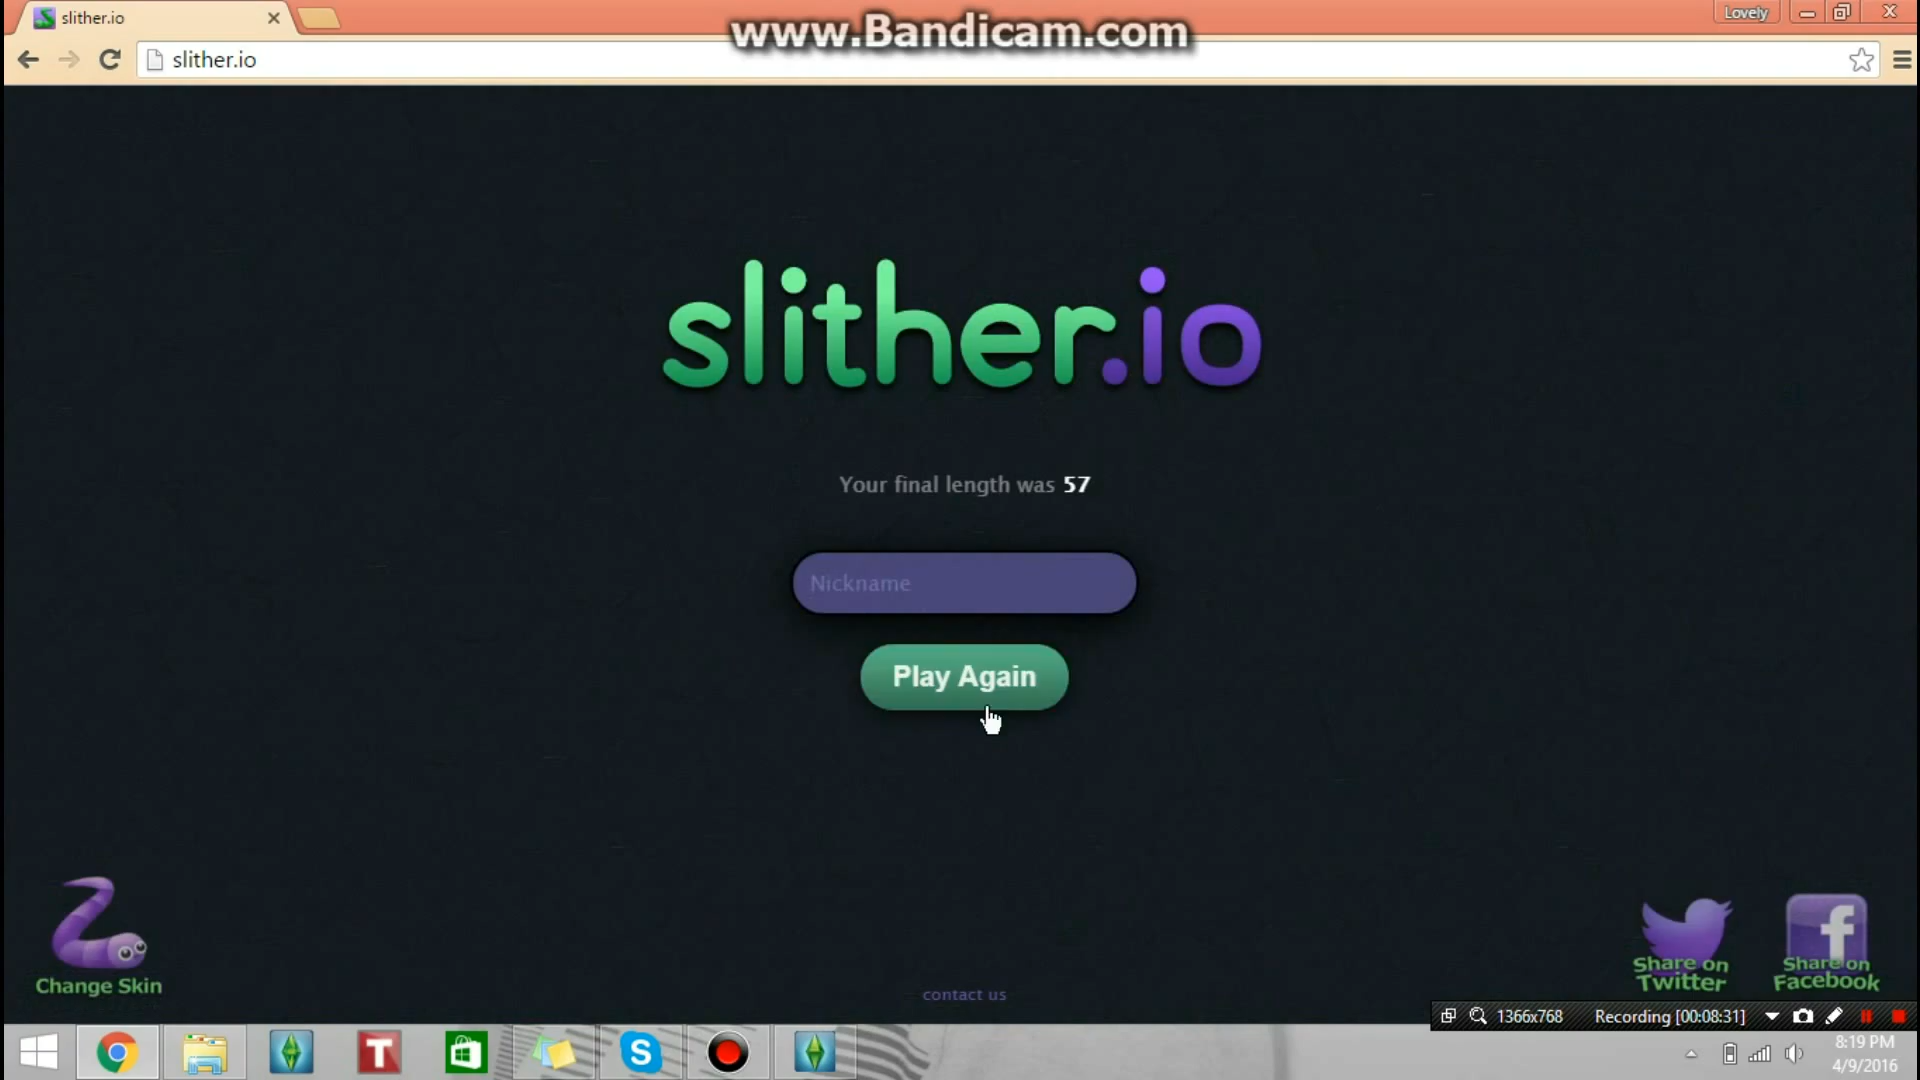 slither.io
www.Bandicam.com
Lovely
slither.io
slither.io
Your final length was 57
Nickname
Play Again
Change Skin
contact us
Share on
Twitter
Share on
Facebook
1366x768
Recording [00:08:31]
8:19 PM
4/9/2016